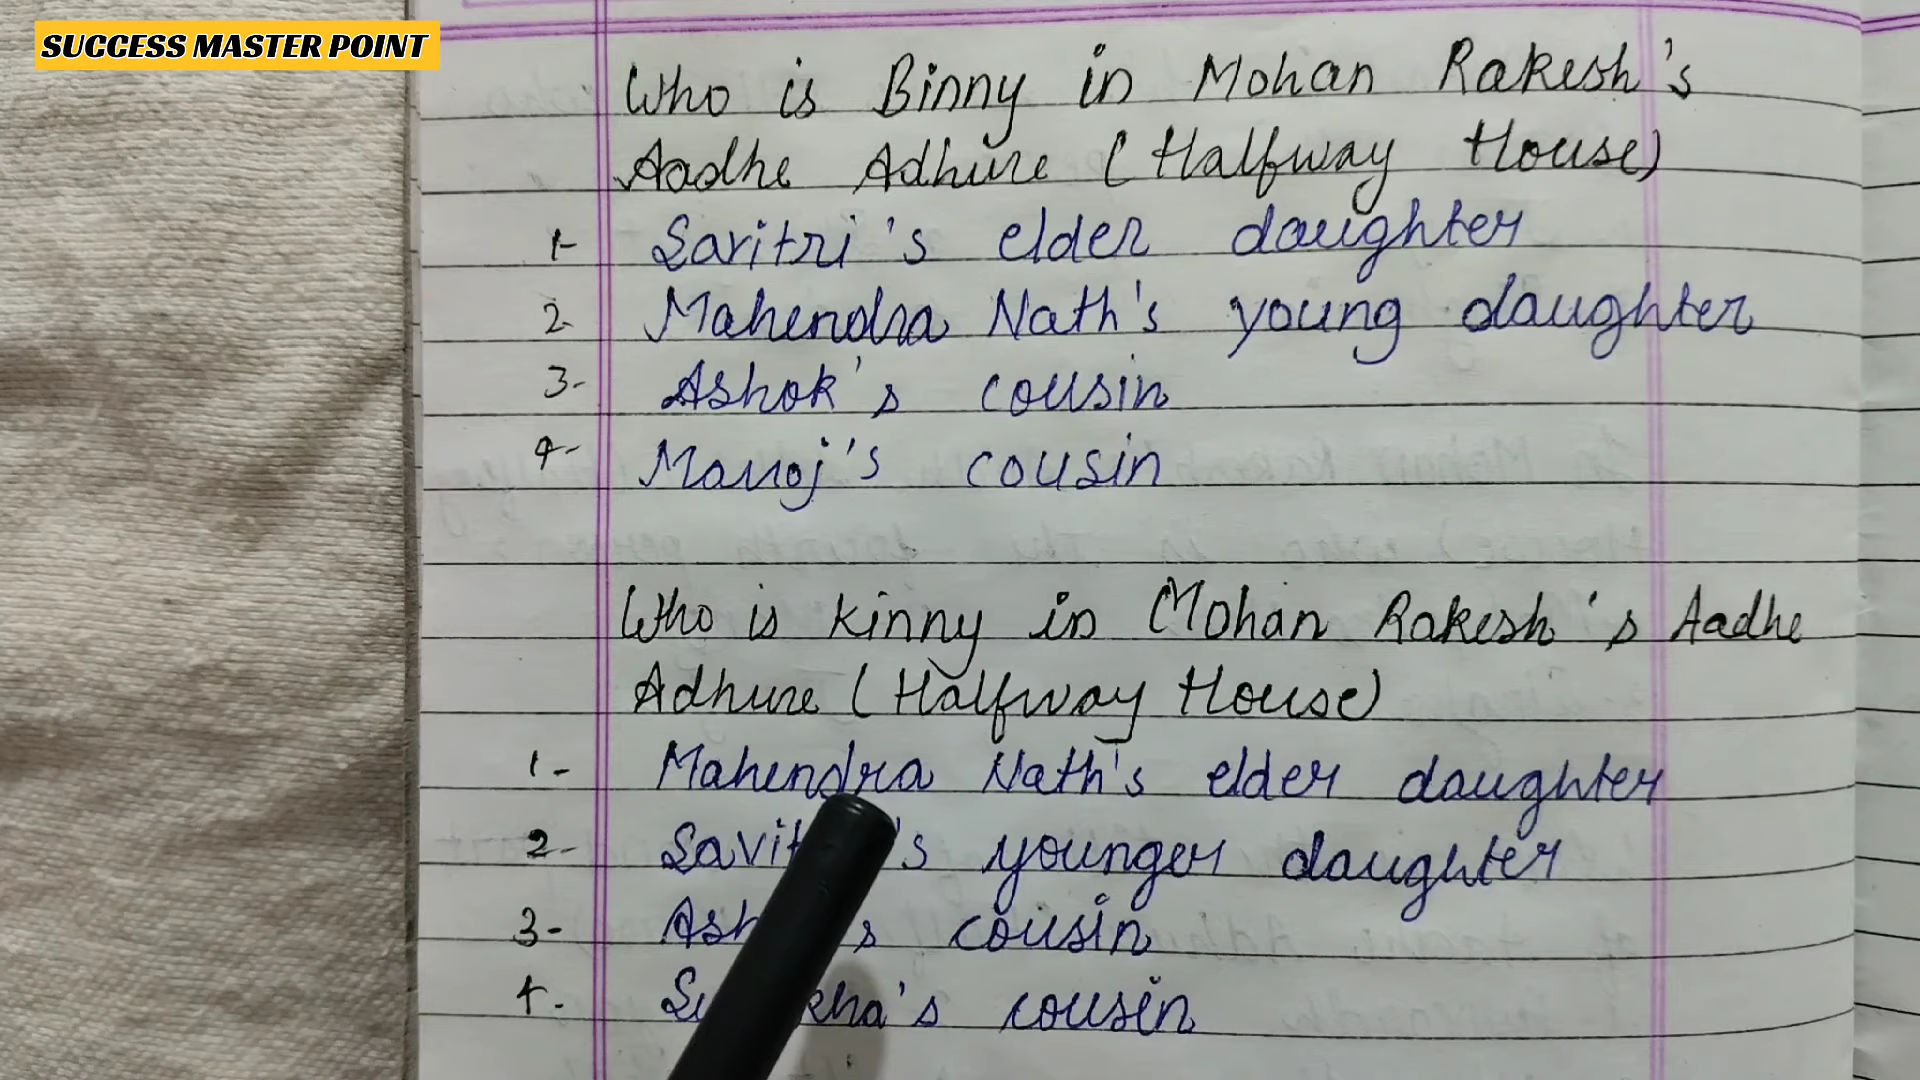 SUCCESS MASTER POINT
Who is Binny in Mohan Rakesh's
Aadhe Adhure (Halfway House)
1- Savitri's elder daughter
2- Mahendra Nath's young daughter
3- Ashok's cousin
4- Manoj's cousin
Who is Kinny in Mohan Rakesh's Aadhe
Adhure (Halfway House)
1- Mahendra Nath's elder daughter
2- younger daughter
3- cousin
4- cousin